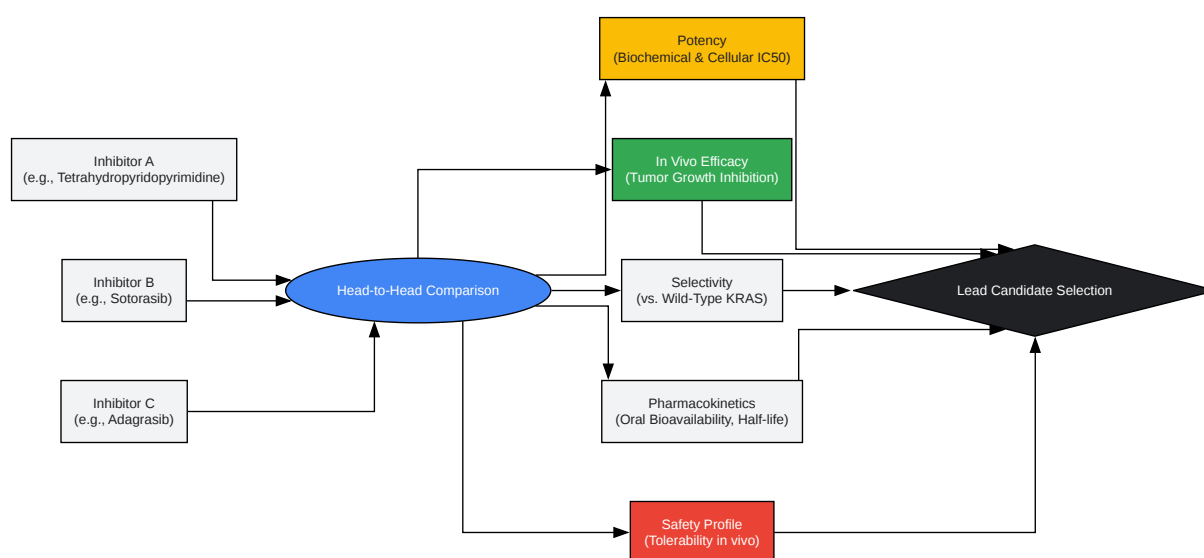 Potency
(Biochemical & Cellular IC50)
Inhibitor A
(e.g., Tetrahydropyridopyrimidine)
In Vivo Efficacy
(Tumor Growth Inhibition)
Inhibitor B
(e.g., Sotorasib)
Head-to-Head Comparison
Selectivity
(vs. Wild-Type KRAS)
Lead Candidate Selection
Inhibitor C
(e.g., Adagrasib)
Pharmacokinetics
(Oral Bioavailability, Half-life)
Safety Profile
(Tolerability in vivo)